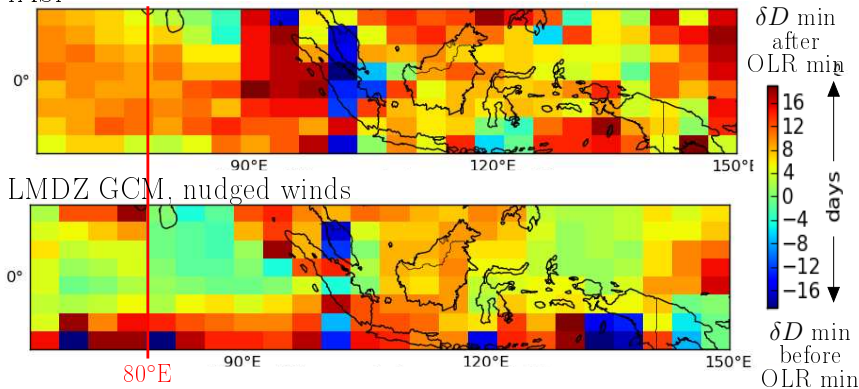 δD min
after
OLR min
0°
16
12
8
4
0
−4
−8
−12
−16
days
90°E
120°E
150°E
LMDZ GCM, nudged winds
0°
90°E
120°E
150°E
80°E
δD min
before
OLR min